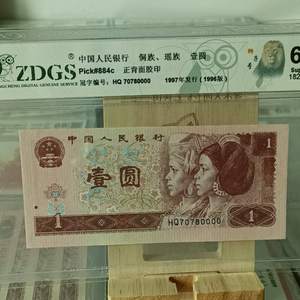 ZDGS
中国人民银行 侗族、瑶族 壹圆
Pick#884c 正背面胶印
冠字编号: HQ 70780000 1997年发行 (1996版)
中国人民银行
1
壹圆
1
HQ70780000